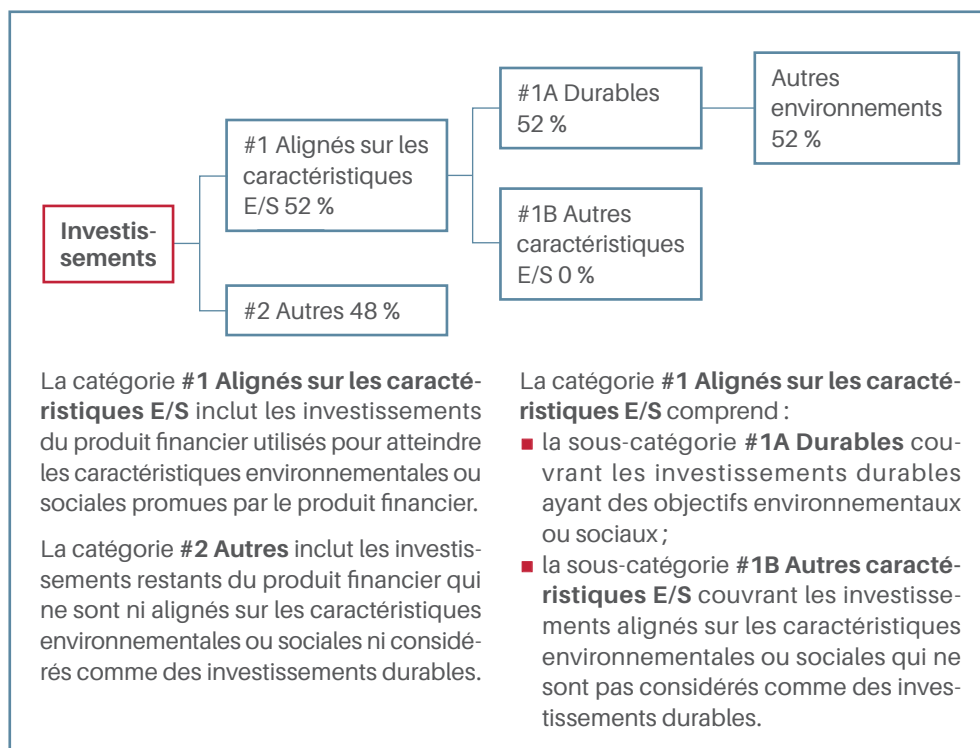 Investis-
sements
#1 Alignés sur les
caractéristiques
E/S 52 %
#2 Autres 48 %
#1A Durables
52 %
#1B Autres
caractéristiques
E/S 0 %
Autres
environnements
52 %
La catégorie #1 Alignés sur les caracté-
ristiques E/S inclut les investissements
du produit financier utilisés pour atteindre
les caractéristiques environnementales ou
sociales promues par le produit financier.
La catégorie #2 Autres inclut les investis-
sements restants du produit financier qui
ne sont ni alignés sur les caractéristiques
environnementales ou sociales ni considé-
rés comme des investissements durables.
La catégorie #1 Alignés sur les caracté-
ristiques E/S comprend :
■ la sous-catégorie #1A Durables cou-
vrant les investissements durables
ayant des objectifs environnementaux
ou sociaux ;
■ la sous-catégorie #1B Autres caracté-
ristiques E/S couvrant les investisse-
ments alignés sur les caractéristiques
environnementales ou sociales qui ne
sont pas considérés comme des inves-
tissements durables.